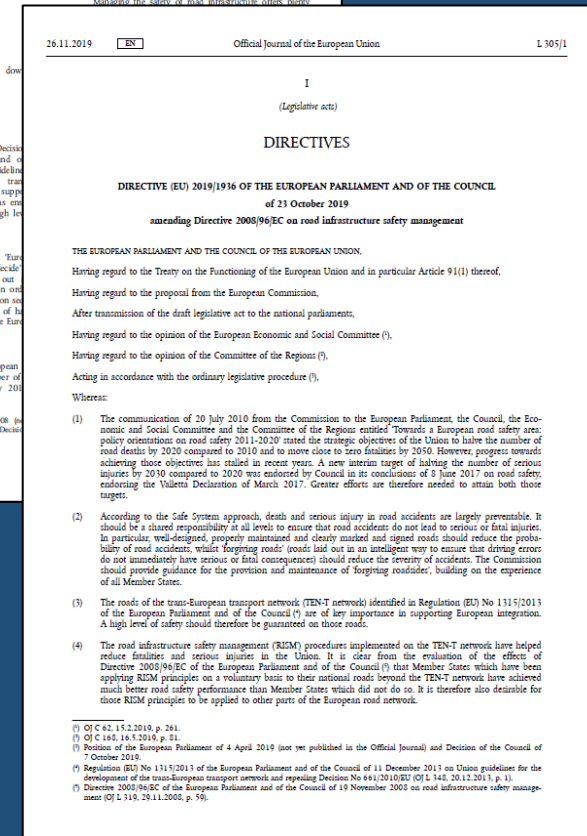 Managing the safety of road infrastructure offers plenty
26.11.2019
EN
Official Journal of the European Union
L 305/1
I
(Legislative acts)
DIRECTIVES
DIRECTIVE (EU) 2019/1936 OF THE EUROPEAN PARLIAMENT AND OF THE COUNCIL
of 23 October 2019
amending Directive 2008/96/EC on road infrastructure safety management
THE EUROPEAN PARLIAMENT AND THE COUNCIL OF THE EUROPEAN UNION,
Having regard to the Treaty on the Functioning of the European Union and in particular Article 91(1) thereof,
Having regard to the proposal from the European Commission,
After transmission of the draft legislative act to the national parliaments,
Having regard to the opinion of the European Economic and Social Committee (¹),
Having regard to the opinion of the Committee of the Regions (²),
Acting in accordance with the ordinary legislative procedure (³),
Whereas:
(1) The communication of 20 July 2010 from the Commission to the European Parliament, the Council, the Eco-
nomic and Social Committee and the Committee of the Regions entitled 'Towards a European road safety area:
policy orientations on road safety 2011-2020' stated the strategic objectives of the Union to halve the number of
road deaths by 2020 compared to 2010 and to move close to zero fatalities by 2050. However, progress towards
achieving those objectives has stalled in recent years. A new interim target of halving the number of serious
injuries by 2030 compared to 2020 was endorsed by Council in its conclusions of 8 June 2017 on road safety,
endorsing the Valletta Declaration of March 2017. Greater efforts are therefore needed to attain both those
targets.
(2) According to the Safe System approach, death and serious injury in road accidents are largely preventable. It
should be a shared responsibility at all levels to ensure that road accidents do not lead to serious or fatal injuries.
In particular, well-designed, properly maintained and clearly marked and signed roads should reduce the proba-
bility of road accidents, whilst 'forgiving roads' (roads laid out in an intelligent way to ensure that driving errors
do not immediately have serious or fatal consequences) should reduce the severity of accidents. The Commission
should provide guidance for the provision and maintenance of 'forgiving roadsides', building on the experience
of all Member States.
(3) The roads of the trans-European transport network (TEN-T network) identified in Regulation (EU) No 1315/2013
of the European Parliament and of the Council (⁴) are of key importance in supporting European integration.
A high level of safety should therefore be guaranteed on those roads.
(4) The road infrastructure safety management ('RISM') procedures implemented on the TEN-T network have helped
reduce fatalities and serious injuries in the Union. It is clear from the evaluation of the effects of
Directive 2008/96/EC of the European Parliament and of the Council (⁵) that Member States which have been
applying RISM principles on a voluntary basis to their national roads beyond the TEN-T network have achieved
much better road safety performance than Member States which did not do so. It is therefore also desirable for
those RISM principles to be applied to other parts of the European road network.
(¹) OJ C 62, 15.2.2019, p. 261.
(²) OJ C 168, 16.5.2019, p. 81.
(³) Position of the European Parliament of 4 April 2019 (not yet published in the Official Journal) and Decision of the Council of
7 October 2019.
(⁴) Regulation (EU) No 1315/2013 of the European Parliament and of the Council of 11 December 2013 on Union guidelines for the
development of the trans-European transport network and repealing Decision No 661/2010/EU (OJ L 348, 20.12.2013, p. 1).
(⁵) Directive 2008/96/EC of the European Parliament and of the Council of 19 November 2008 on road infrastructure safety manage-
ment (OJ L 319, 29.11.2008, p. 59).